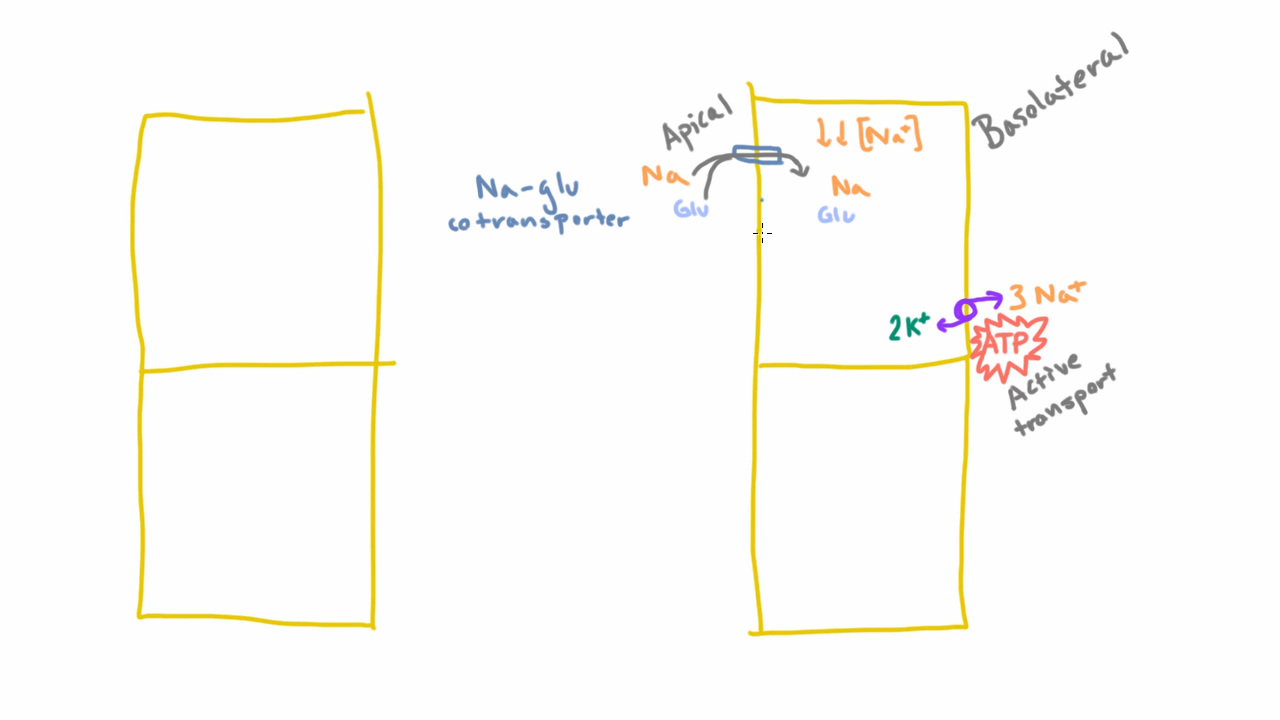 Apical
Basolateral
↓↓ [Na⁺]
Na
Glu
Na
Glu
Na-glu
cotransporter
3 Na⁺
2K⁺
ATP
Active
transport